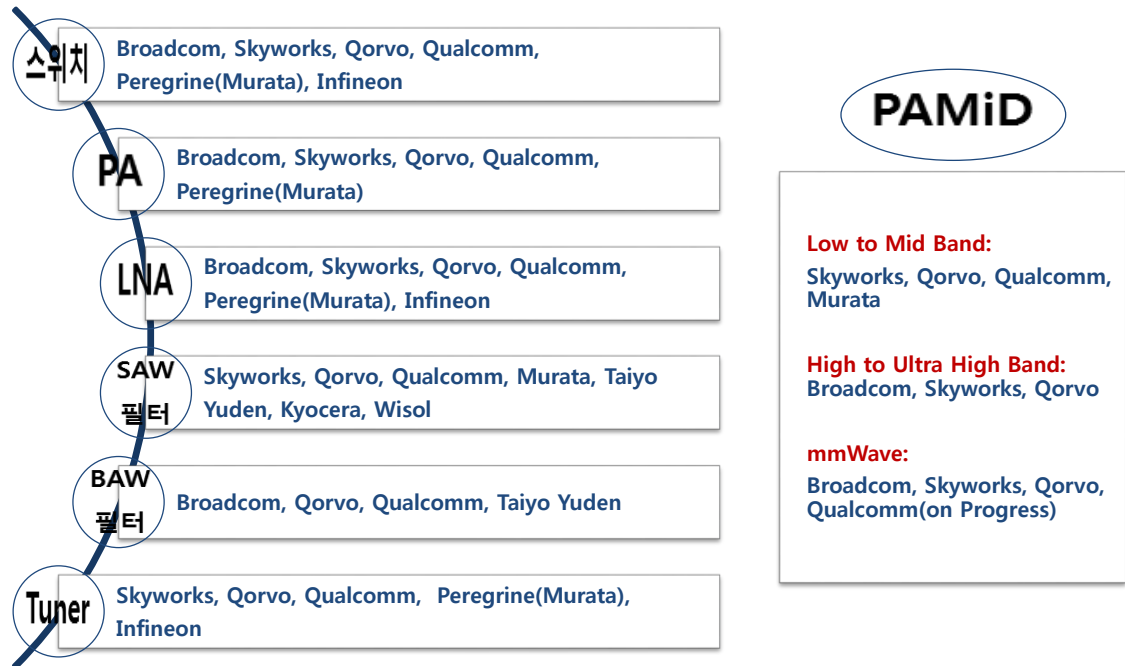 스위치
Broadcom, Skyworks, Qorvo, Qualcomm,
Peregrine(Murata), Infineon
PA
Broadcom, Skyworks, Qorvo, Qualcomm,
Peregrine(Murata)
LNA
Broadcom, Skyworks, Qorvo, Qualcomm,
Peregrine(Murata), Infineon
SAW
필터
Skyworks, Qorvo, Qualcomm, Murata, Taiyo
Yuden, Kyocera, Wisol
BAW
필터
Broadcom, Qorvo, Qualcomm, Taiyo Yuden
Tuner
Skyworks, Qorvo, Qualcomm, Peregrine(Murata),
Infineon
PAMiD
Low to Mid Band:
Skyworks, Qorvo, Qualcomm,
Murata
High to Ultra High Band:
Broadcom, Skyworks, Qorvo
mmWave:
Broadcom, Skyworks, Qorvo,
Qualcomm(on Progress)